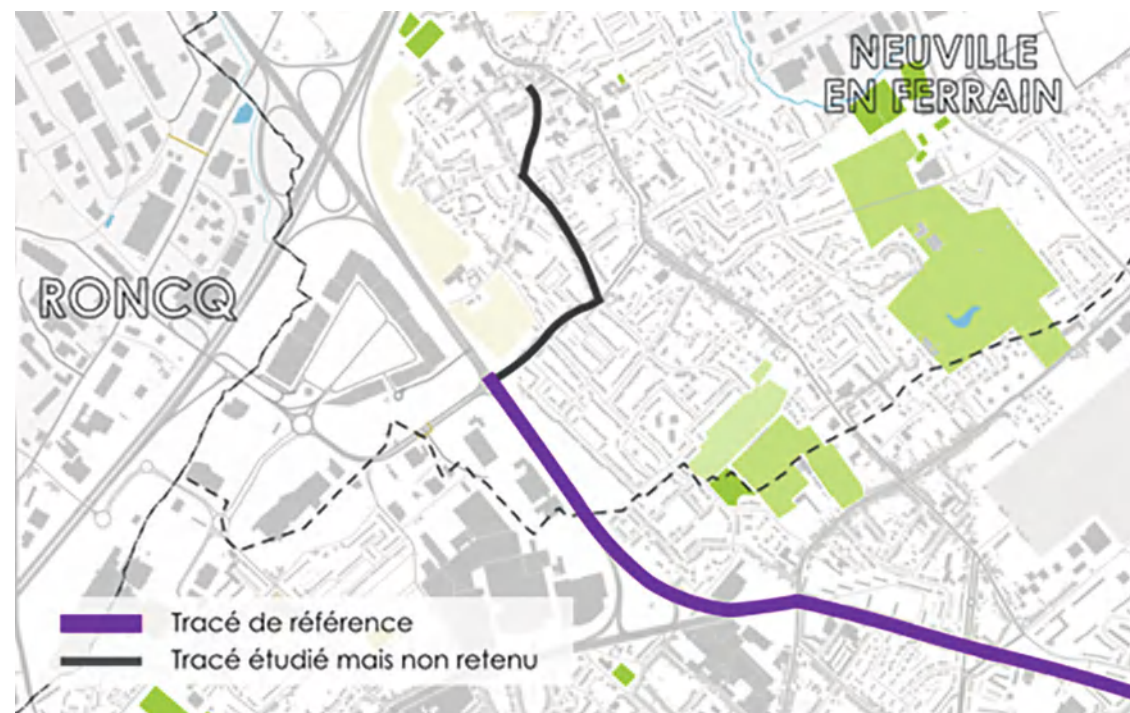 NEUVILLE
EN FERRAIN
RONCQ
Tracé de référence
Tracé étudié mais non retenu